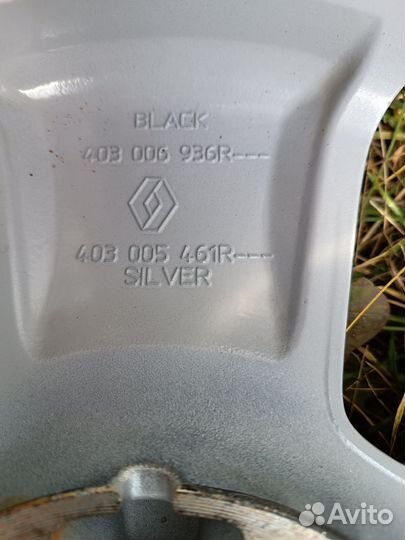 BLACK
403 006 936R---
403 005 461R---
SILVER
Avito